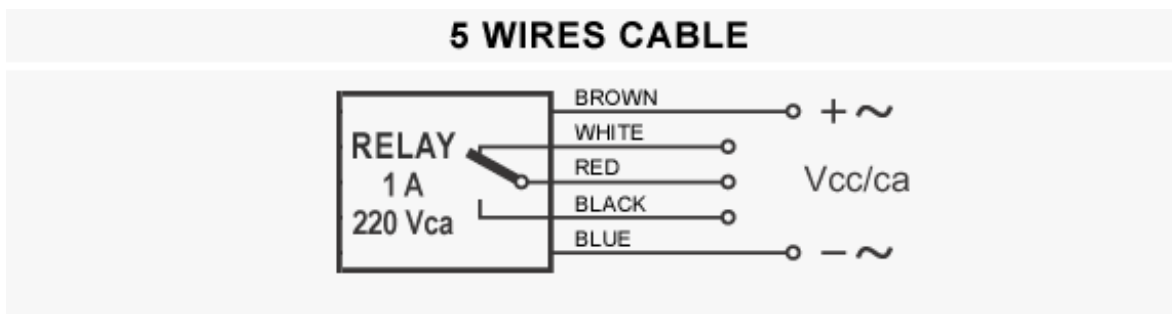 5 WIRES CABLE
BROWN
+~
WHITE
RELAY
RED
Vcc/ca
1 A
BLACK
220 Vca
BLUE
−~